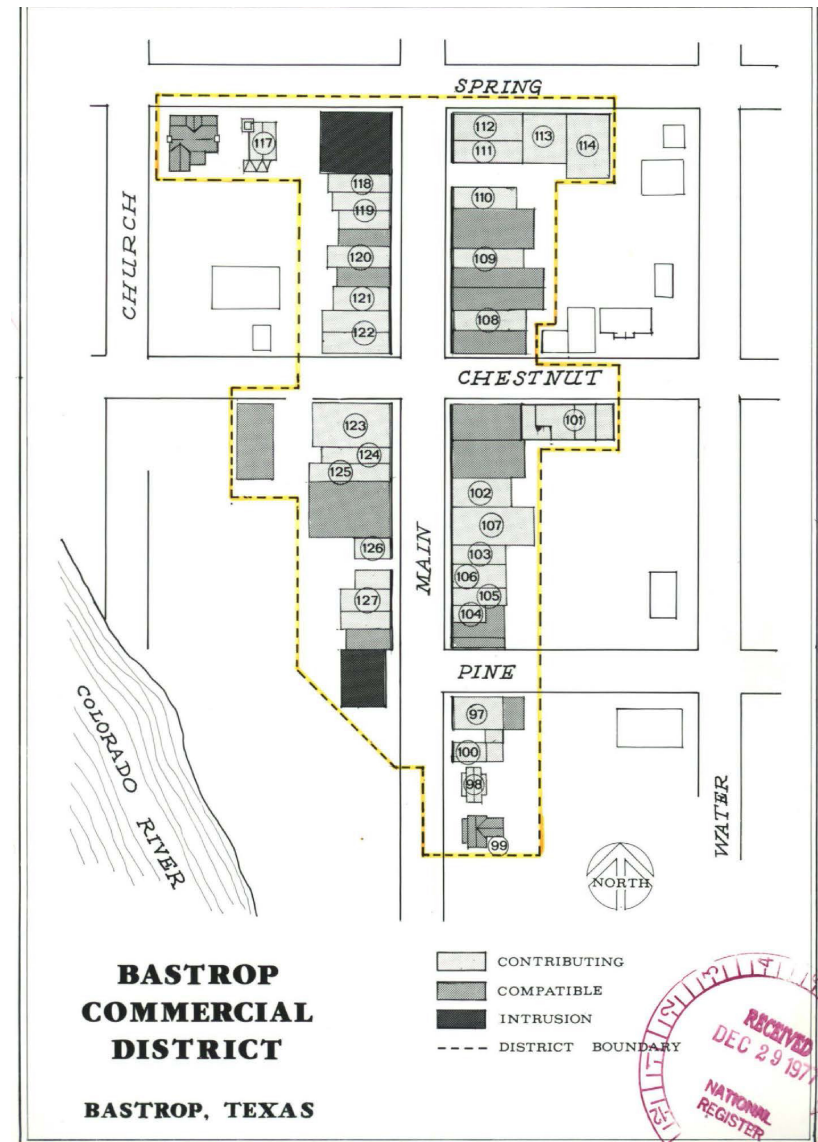 SPRING
112
113
111
114
117
118
110
119
CHURCH
120
109
121
108
122
CHESTNUT
123
101
124
125
102
107
MAIN
126
103
106
105
127
104
PINE
97
100
98
99
COLORADO
RIVER
WATER
NORTH
BASTROP
COMMERCIAL
DISTRICT
BASTROP, TEXAS
CONTRIBUTING
COMPATIBLE
INTRUSION
DISTRICT BOUNDARY
RECEIVED
DEC 29 197
NATIONAL
REGISTER